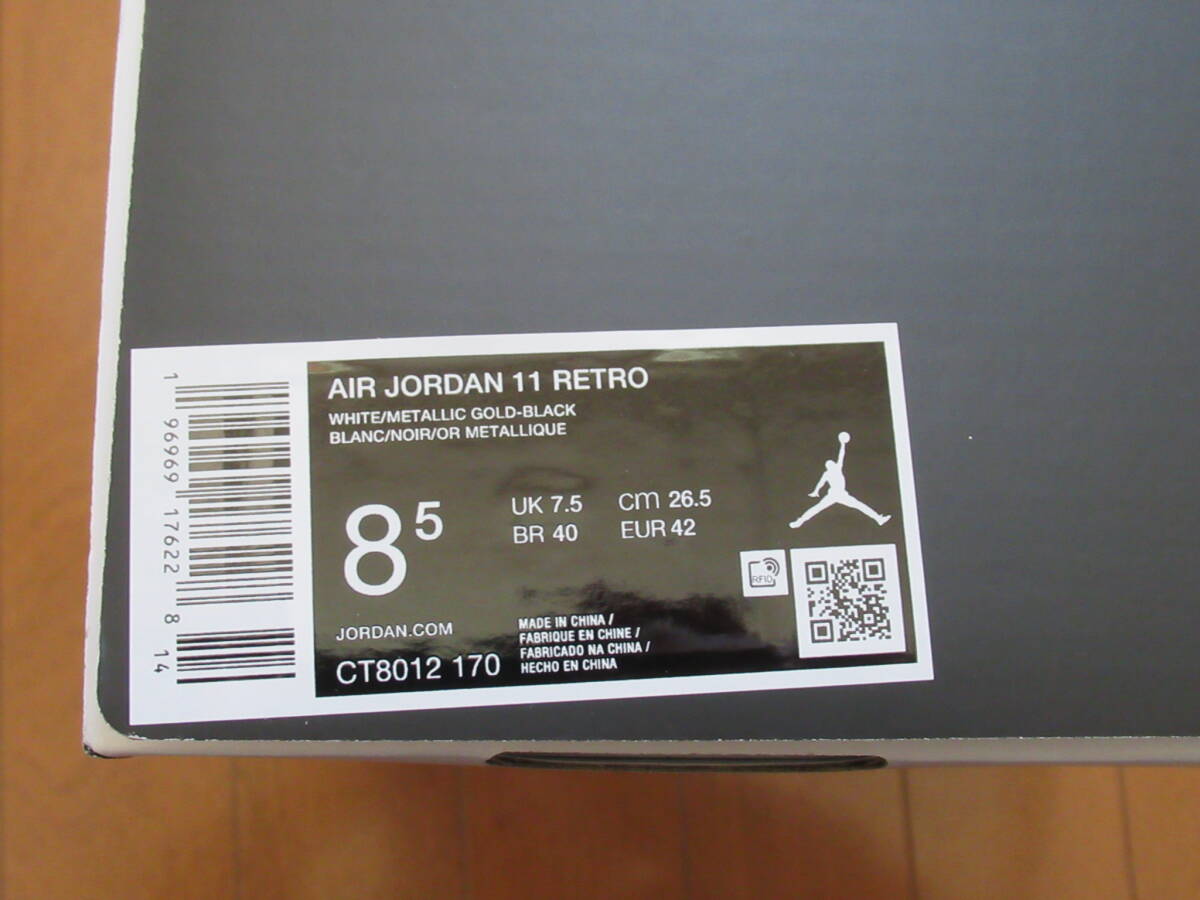 AIR JORDAN 11 RETRO
WHITE/METALLIC GOLD-BLACK
BLANC/NOIR/OR METALLIQUE
8 5
UK 7.5 cm 26.5
BR 40 EUR 42
RFID
JORDAN.COM
CT8012 170
MADE IN CHINA /
FABRIQUE EN CHINE /
FABRICADO NA CHINA /
HECHO EN CHINA
1 96969 17622 8 14